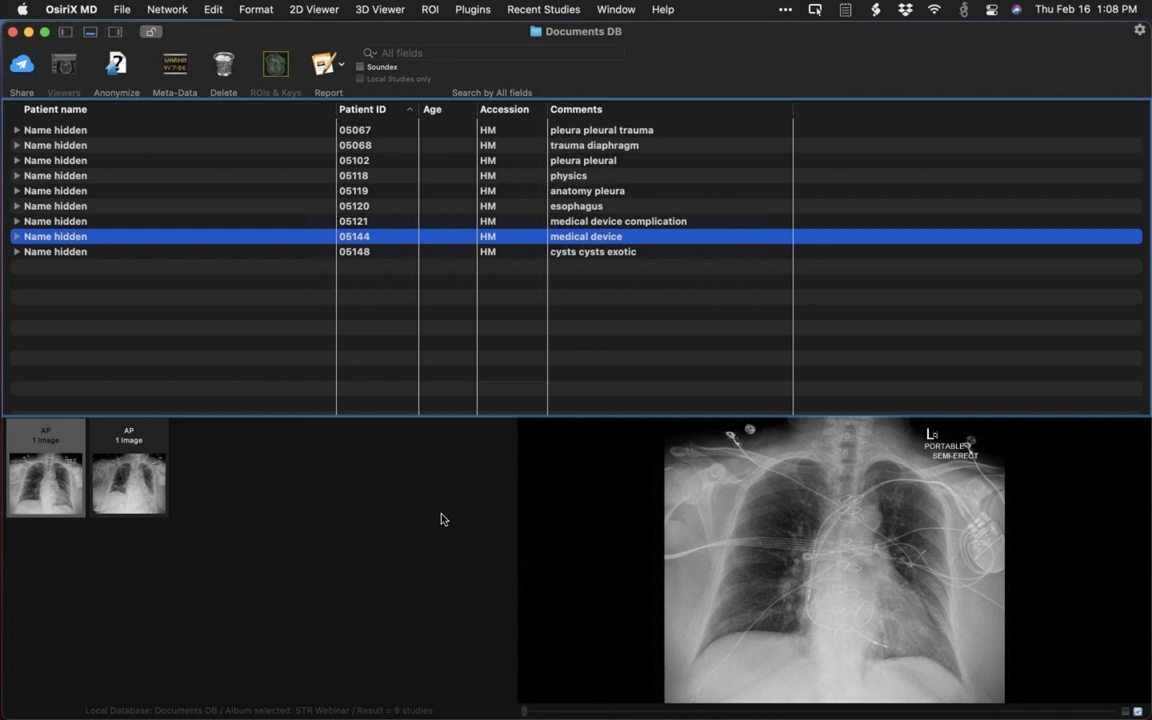 OsiriX MD File Network Edit Format 2D Viewer 3D Viewer ROI Plugins Recent Studies Window Help Thu Feb 16 1:08 PM
Documents DB
All fields
Soundex
Local Studies only
Share Viewers Anonymize Meta-Data Delete ROIs & Keys Report Search by All fields
Patient name Patient ID Age Accession Comments
Name hidden 05067 HM pleura pleural trauma
Name hidden 05068 HM trauma diaphragm
Name hidden 05102 HM pleura pleural
Name hidden 05118 HM physics
Name hidden 05119 HM anatomy pleura
Name hidden 05120 HM esophagus
Name hidden 05121 HM medical device complication
Name hidden 05144 HM medical device
Name hidden 05148 HM cysts cysts exotic
AP AP
1 Image 1 Image
PORTABLE
SEMI-ERECT
Local Database: Documents DB / Album selected: STR Webinar / Result = 9 studies